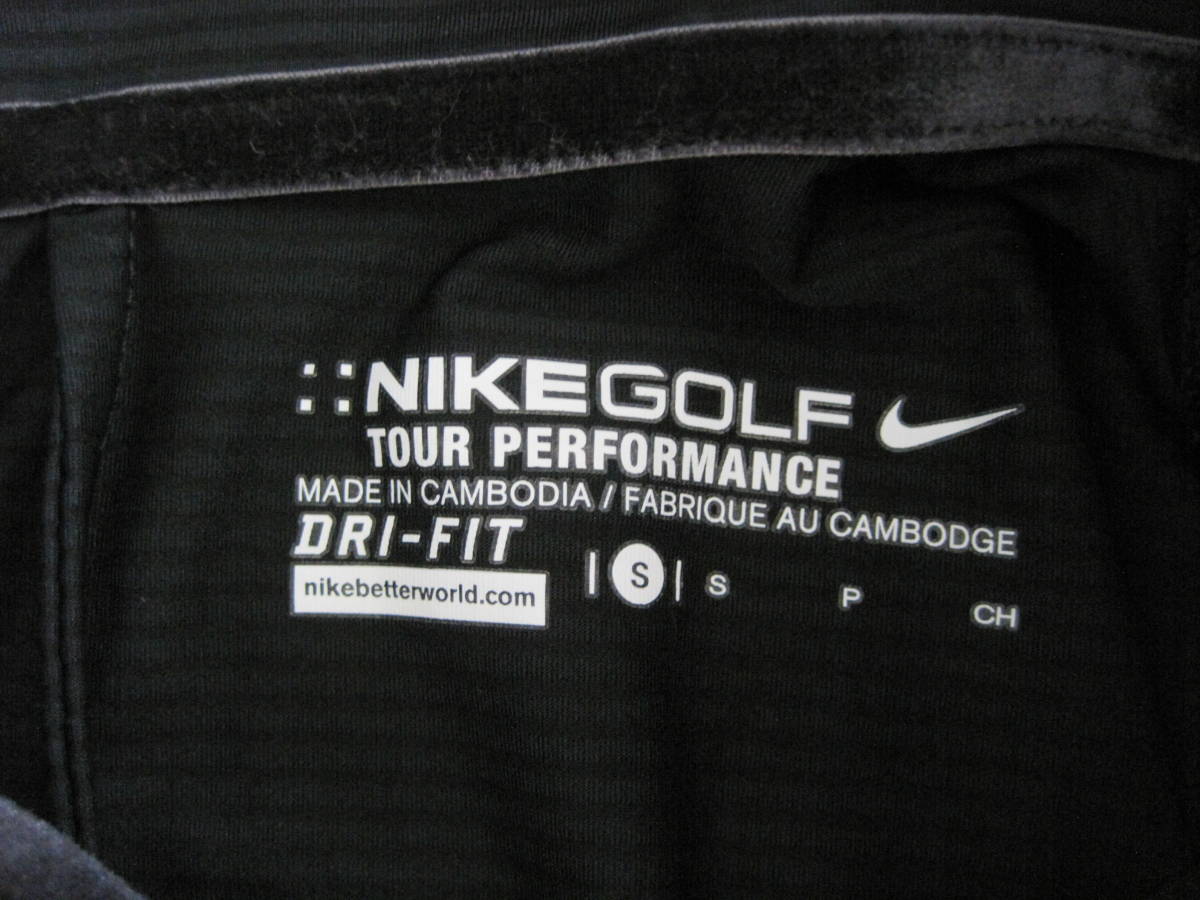 NIKEGOLF
TOUR PERFORMANCE
MADE IN CAMBODIA / FABRIQUE AU CAMBODGE
DRI-FIT
nikebetterworld.com
| S | S P CH